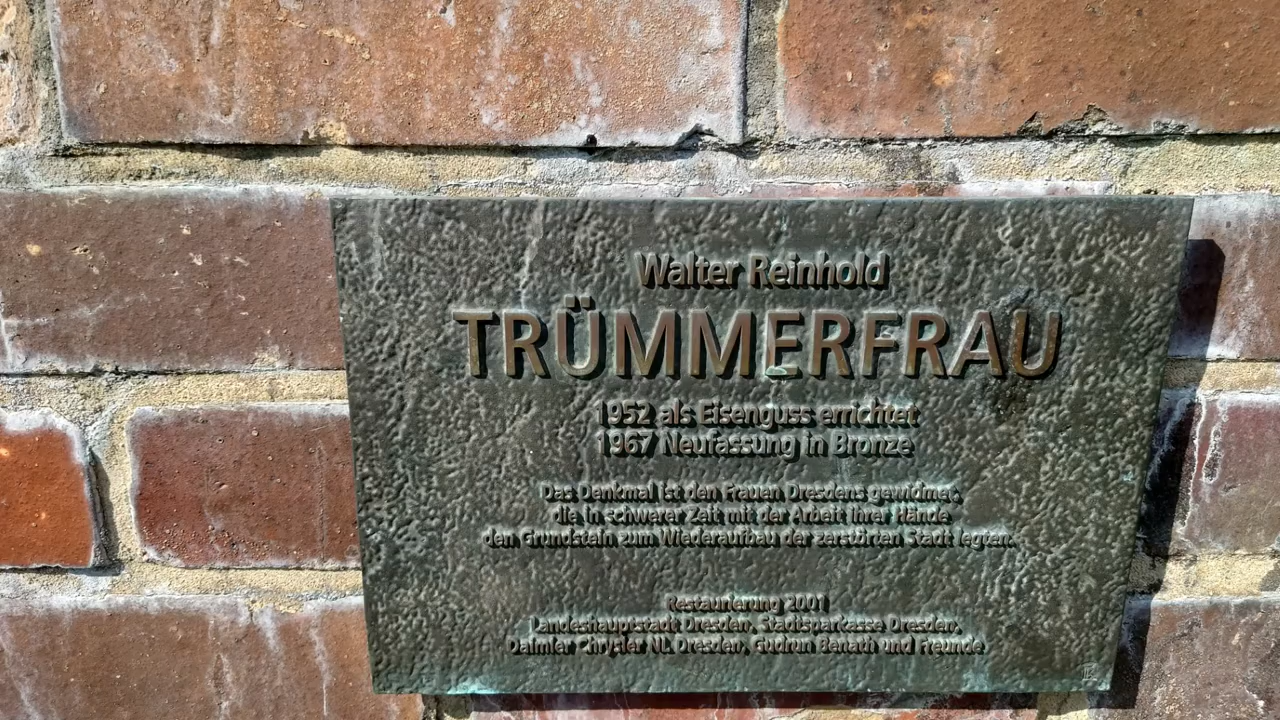 Walter Reinhold
TRÜMMERFRAU
1952 als Eisenguss errichtet
1967 Neufassung in Bronze
Das Denkmal ist den Frauen Dresdens gewidmet,
die in schwerer Zeit mit der Arbeit ihrer Hände
den Grundstein zum Wiederaufbau der zerstörten Stadt legten.
Restaurierung 2001
Landeshauptstadt Dresden, Stadtsparkasse Dresden,
Daimler Chrysler NL Dresden, Gudrun Benath und Freunde